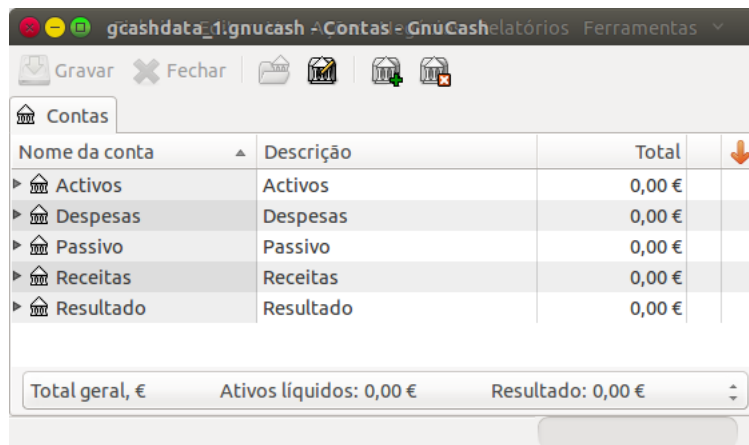 gcashdata_1.gnucash - Contas - GnuCash elatórios Ferramentas
Gravar Fechar
Contas
Nome da conta Descrição Total
Activos Activos 0,00 €
Despesas Despesas 0,00 €
Passivo Passivo 0,00 €
Receitas Receitas 0,00 €
Resultado Resultado 0,00 €
Total geral, € Ativos líquidos: 0,00 € Resultado: 0,00 €